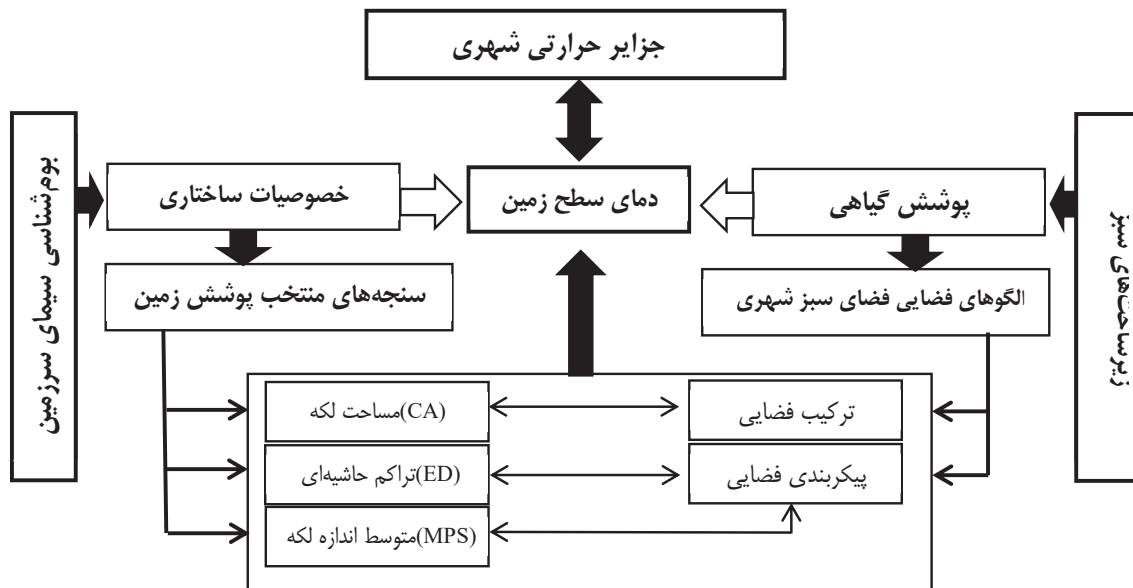 جزایر حرارتی شهری
زیرساخت‌های سبز
پوشش گیاهی
دمای سطح زمین
خصوصیات ساختاری
بوم‌شناسی سیمای سرزمین
الگوهای فضایی فضای سبز شهری
سنجه‌های منتخب پوشش زمین
ترکیب فضایی
مساحت لکه(CA)
پیکربندی فضایی
تراکم حاشیه‌ای(ED)
متوسط اندازه لکه(MPS)